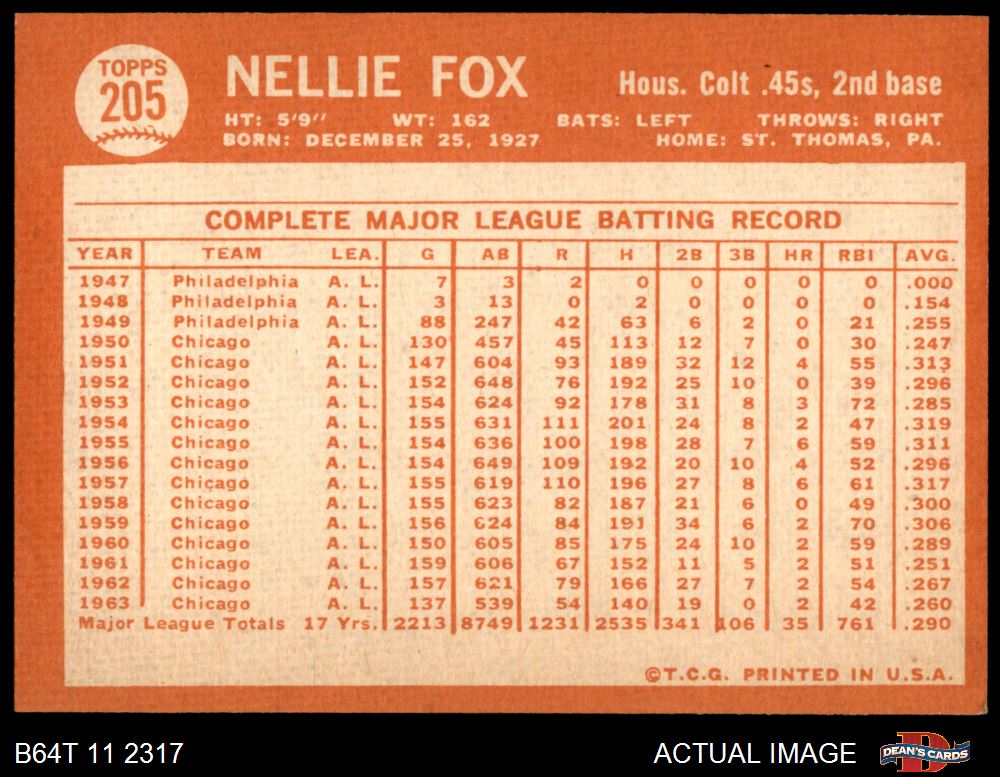 TOPPS
205
NELLIE FOX
Hous. Colt .45s, 2nd base
HT: 5'9" WT: 162 BATS: LEFT THROWS: RIGHT
BORN: DECEMBER 25, 1927 HOME: ST. THOMAS, PA.
COMPLETE MAJOR LEAGUE BATTING RECORD
YEAR TEAM LEA. G AB R H 2B 3B HR RBI AVG.
1947 Philadelphia A. L. 7 3 2 0 0 0 0 0 .000
1948 Philadelphia A. L. 3 13 0 2 0 0 0 0 .154
1949 Philadelphia A. L. 88 247 42 63 6 2 0 21 .255
1950 Chicago A. L. 130 457 45 113 12 7 0 30 .247
1951 Chicago A. L. 147 604 93 189 32 12 4 55 .313
1952 Chicago A. L. 152 648 76 192 25 10 0 39 .296
1953 Chicago A. L. 154 624 92 178 31 8 3 72 .285
1954 Chicago A. L. 155 631 111 201 24 8 2 47 .319
1955 Chicago A. L. 154 636 100 198 28 7 6 59 .311
1956 Chicago A. L. 154 649 109 192 20 10 4 52 .296
1957 Chicago A. L. 155 619 110 196 27 8 6 61 .317
1958 Chicago A. L. 155 623 82 187 21 6 0 49 .300
1959 Chicago A. L. 156 624 84 191 34 6 2 70 .306
1960 Chicago A. L. 150 605 85 175 24 10 2 59 .289
1961 Chicago A. L. 159 606 67 152 11 5 2 51 .251
1962 Chicago A. L. 157 621 79 166 27 7 2 54 .267
1963 Chicago A. L. 137 539 54 140 19 0 2 42 .260
Major League Totals 17 Yrs. 2213 8749 1231 2535 341 106 35 761 .290
©T.C.G. PRINTED IN U.S.A.
B64T 11 2317 ACTUAL IMAGE
DEAN'S CARDS